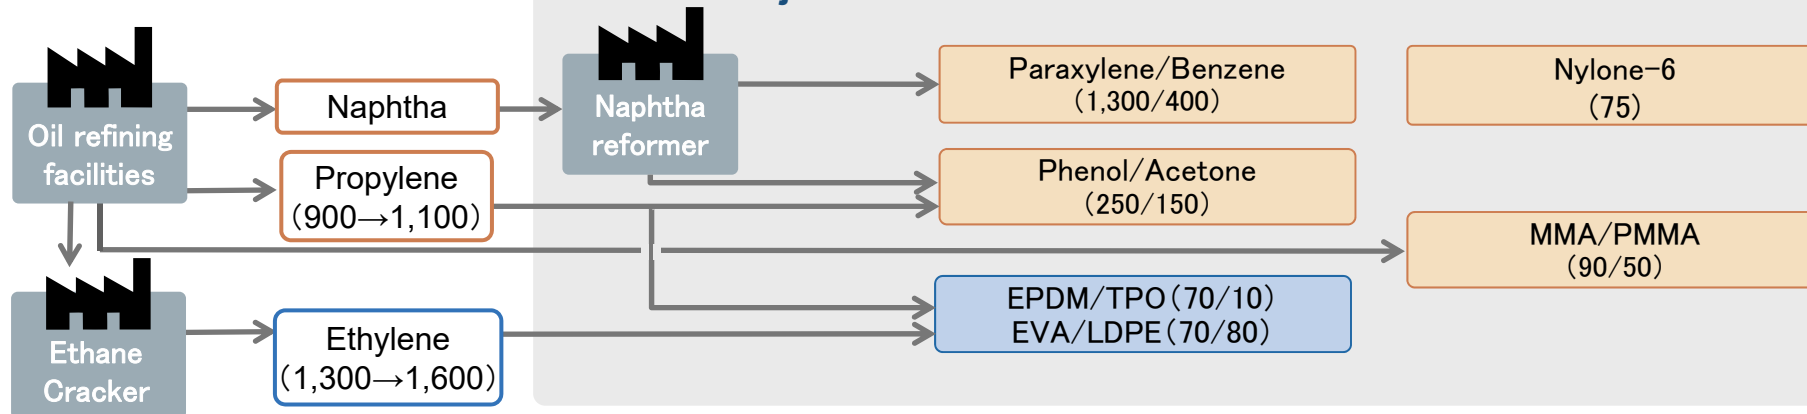 Oil refining
facilities
Naphtha
Propylene
(900→1,100)
Ethane
Cracker
Ethylene
(1,300→1,600)
Naphtha
reformer
Paraxylene/Benzene
(1,300/400)
Phenol/Acetone
(250/150)
EPDM/TPO(70/10)
EVA/LDPE(70/80)
Nylone-6
(75)
MMA/PMMA
(90/50)